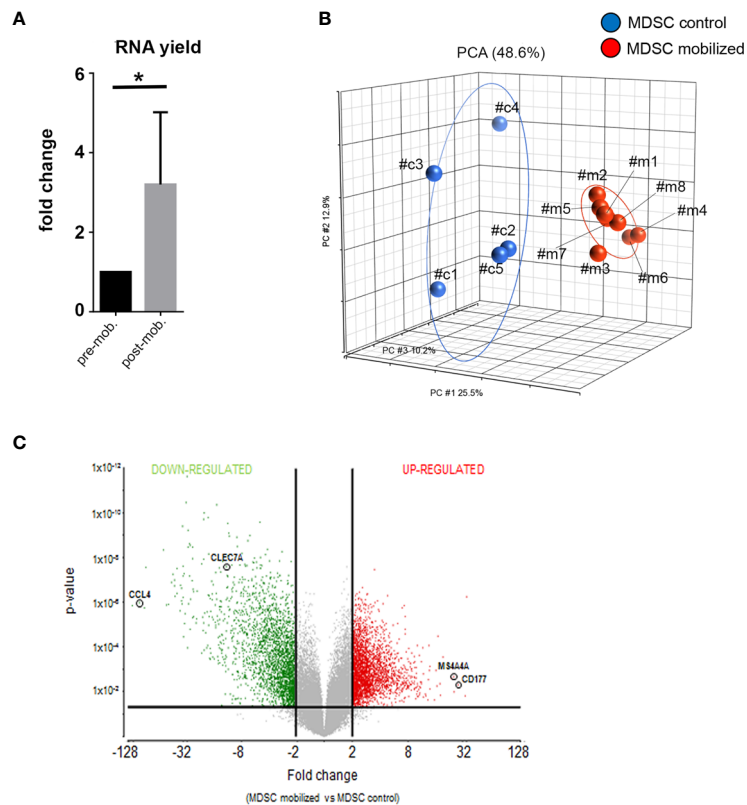 A
RNA yield
fold change
6
4
2
0
*
pre-mob.
post-mob.
B
MDSC control
MDSC mobilized
PCA (48.6%)
#c4
#c3
#c2
#c5
#c1
#m1
#m2
#m8
#m5
#m4
#m7
#m3
#m6
PC #2 12.9%
PC #3 10.2%
PC #1 25.5%
C
DOWN-REGULATED
UP-REGULATED
p-value
1x10⁻¹²
1x10⁻¹⁰
1x10⁻⁸
1x10⁻⁶
1x10⁻⁴
1x10⁻²
CLEC7A
CCL4
MS4A4A
CD177
-128 -32 -8 -2 2 8 32 128
Fold change
(MDSC mobilized vs MDSC control)